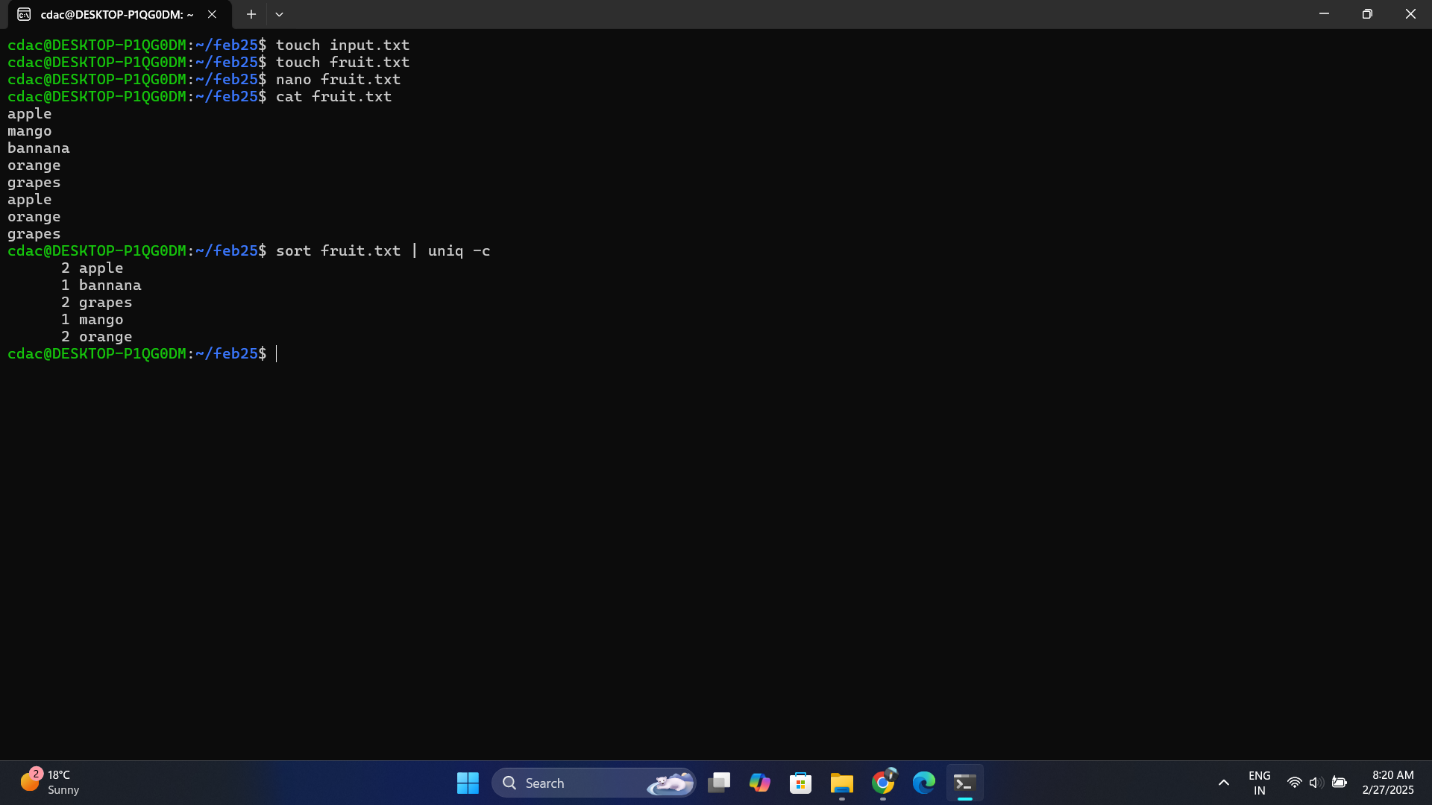 cdac@DESKTOP-P1QG0DM: ~
cdac@DESKTOP-P1QG0DM:~/feb25$ touch input.txt
cdac@DESKTOP-P1QG0DM:~/feb25$ touch fruit.txt
cdac@DESKTOP-P1QG0DM:~/feb25$ nano fruit.txt
cdac@DESKTOP-P1QG0DM:~/feb25$ cat fruit.txt
apple
mango
bannana
orange
grapes
apple
orange
grapes
cdac@DESKTOP-P1QG0DM:~/feb25$ sort fruit.txt | uniq -c
2 apple
1 bannana
2 grapes
1 mango
2 orange
cdac@DESKTOP-P1QG0DM:~/feb25$
2
18°C
Sunny
Search
ENG
IN
8:20 AM
2/27/2025